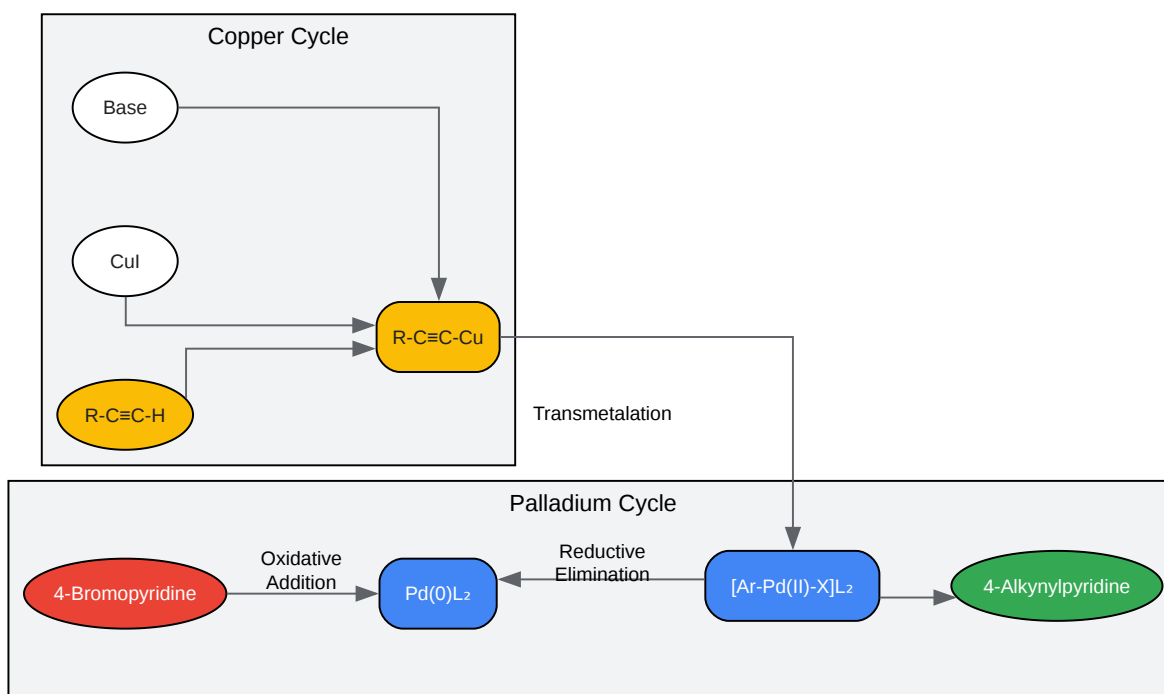 Copper Cycle
Base
CuI
R-C≡C-Cu
R-C≡C-H
Transmetalation
Palladium Cycle
Oxidative
Addition
Reductive
Elimination
4-Bromopyridine
Pd(0)L₂
[Ar-Pd(II)-X]L₂
4-Alkynylpyridine